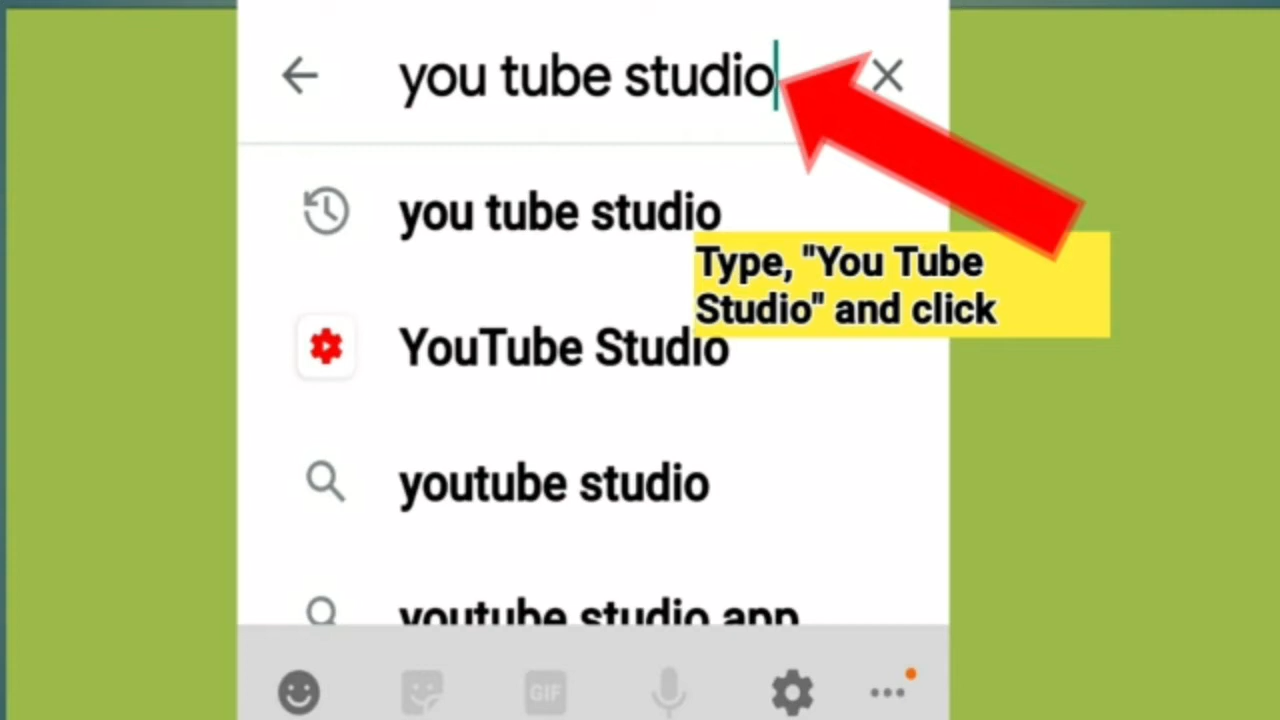 you tube studio
you tube studio
Type, "You Tube
Studio" and click
YouTube Studio
youtube studio
youtube studio app
GIF